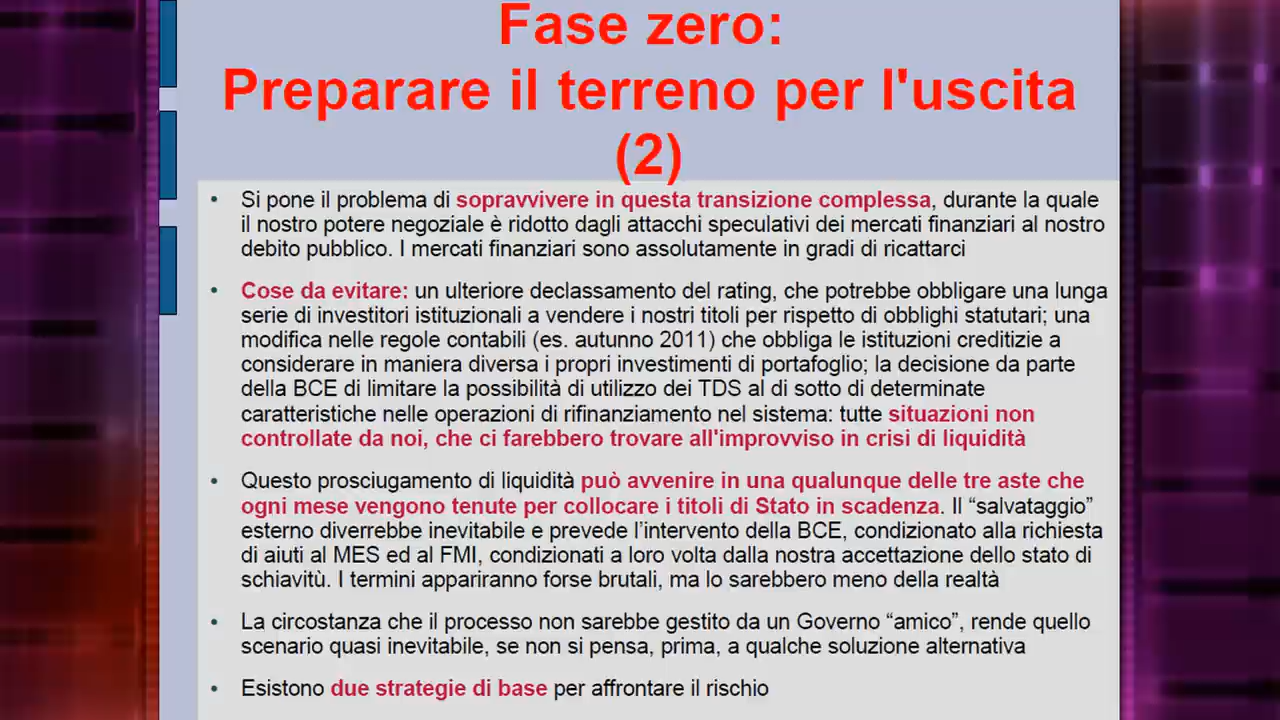 Fase zero:
Preparare il terreno per l'uscita
(2)
• Si pone il problema di sopravvivere in questa transizione complessa, durante la quale
il nostro potere negoziale è ridotto dagli attacchi speculativi dei mercati finanziari al nostro
debito pubblico. I mercati finanziari sono assolutamente in gradi di ricattarci
• Cose da evitare: un ulteriore declassamento del rating, che potrebbe obbligare una lunga
serie di investitori istituzionali a vendere i nostri titoli per rispetto di obblighi statutari; una
modifica nelle regole contabili (es. autunno 2011) che obbliga le istituzioni creditizie a
considerare in maniera diversa i propri investimenti di portafoglio; la decisione da parte
della BCE di limitare la possibilità di utilizzo dei TDS al di sotto di determinate
caratteristiche nelle operazioni di rifinanziamento nel sistema: tutte situazioni non
controllate da noi, che ci farebbero trovare all'improvviso in crisi di liquidità
• Questo prosciugamento di liquidità può avvenire in una qualunque delle tre aste che
ogni mese vengono tenute per collocare i titoli di Stato in scadenza. Il “salvataggio”
esterno diverrebbe inevitabile e prevede l’intervento della BCE, condizionato alla richiesta
di aiuti al MES ed al FMI, condizionati a loro volta dalla nostra accettazione dello stato di
schiavitù. I termini appariranno forse brutali, ma lo sarebbero meno della realtà
• La circostanza che il processo non sarebbe gestito da un Governo “amico”, rende quello
scenario quasi inevitabile, se non si pensa, prima, a qualche soluzione alternativa
• Esistono due strategie di base per affrontare il rischio